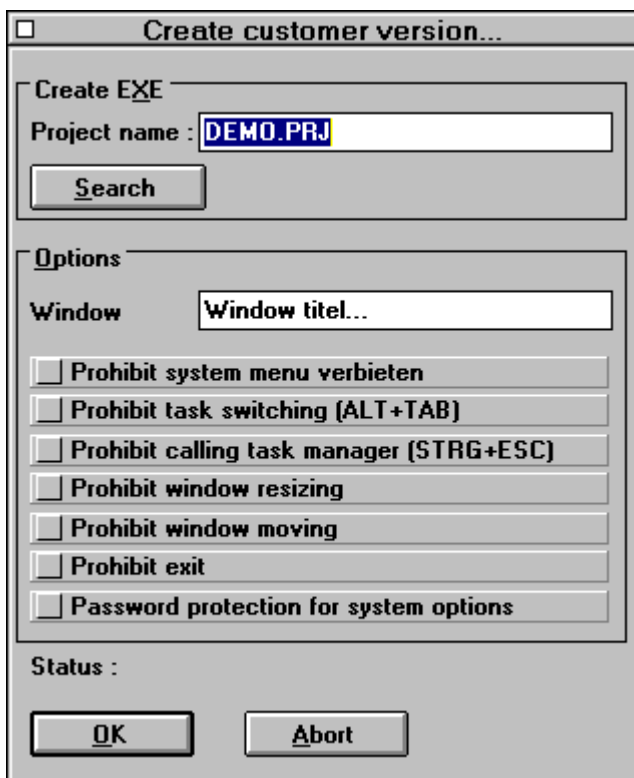 Create customer version...
Create EXE
Project name : DEMO.PRJ
Search
Options
Window Window titel...
Prohibit system menu verbieten
Prohibit task switching (ALT+TAB)
Prohibit calling task manager (STRG+ESC)
Prohibit window resizing
Prohibit window moving
Prohibit exit
Password protection for system options
Status :
OK Abort